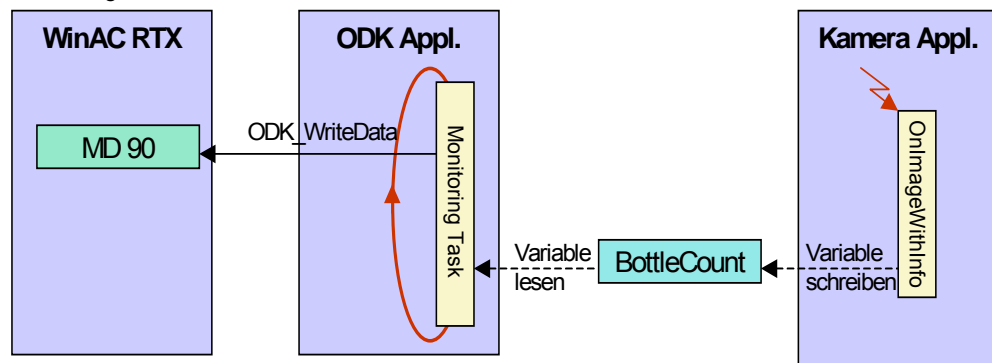 WinAC RTX
ODK Appl.
Kamera Appl.
MD 90
ODK_WriteData
Monitoring Task
Variable
lesen
BottleCount
Variable
schreiben
OnImageWithInfo